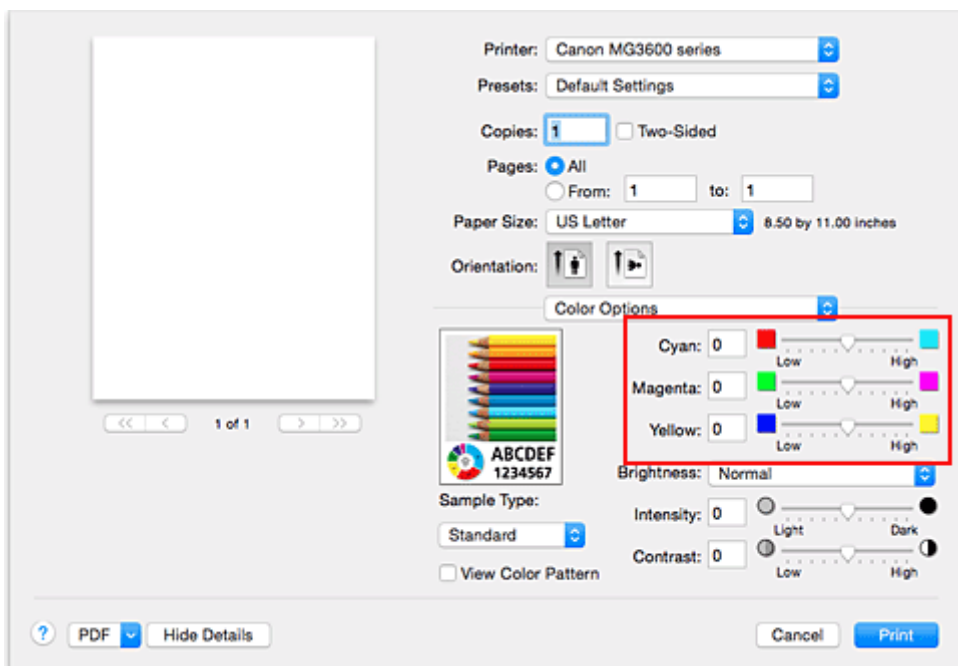 Printer: Canon MG3600 series
Presets: Default Settings
Copies: 1 Two-Sided
Pages: All
From: 1 to: 1
Paper Size: US Letter 8.50 by 11.00 inches
Orientation:
Color Options
Cyan: 0 Low High
Magenta: 0 Low High
Yellow: 0 Low High
<< < 1 of 1 > >>
ABCDEF
1234567
Brightness: Normal
Sample Type:
Standard
Intensity: 0 Light Dark
Contrast: 0 Low High
View Color Pattern
? PDF Hide Details Cancel Print